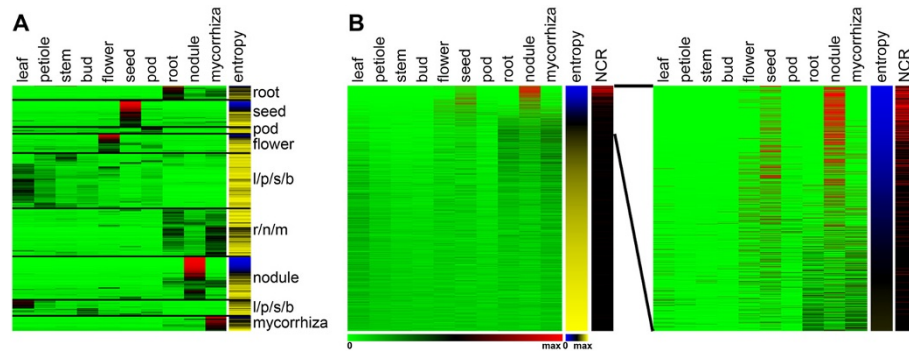 A
leaf
petiole
stem
bud
flower
seed
pod
root
nodule
mycorrhiza
entropy
root
seed
pod
flower
l/p/s/b
r/n/m
nodule
l/p/s/b
mycorrhiza
B
leaf
petiole
stem
bud
flower
seed
pod
root
nodule
mycorrhiza
entropy
NCR
0 max 0 max
leaf
petiole
stem
bud
flower
seed
pod
root
nodule
mycorrhiza
entropy
NCR